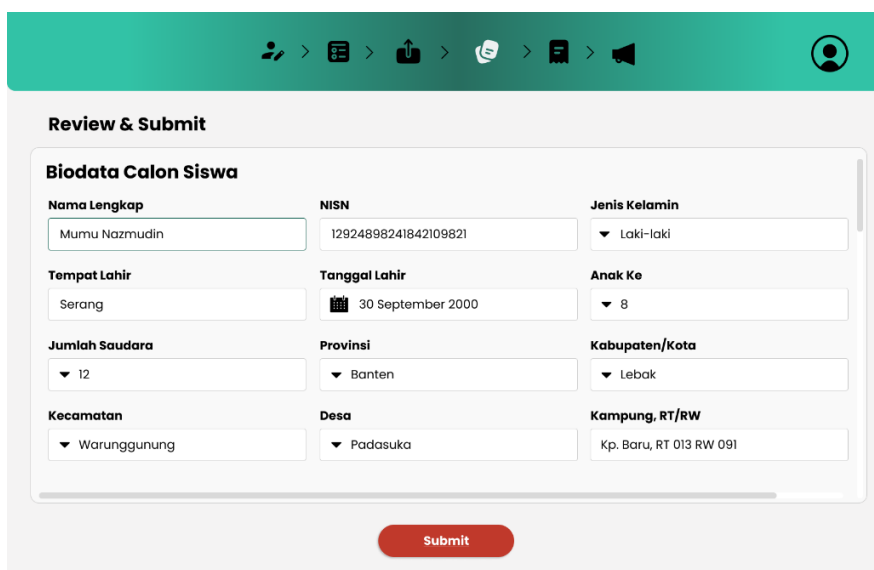 Review & Submit
Biodata Calon Siswa
Nama Lengkap NISN Jenis Kelamin
Mumu Nazmudin 12924898241842109821 Laki-laki
Tempat Lahir Tanggal Lahir Anak Ke
Serang 30 September 2000 8
Jumlah Saudara Provinsi Kabupaten/Kota
12 Banten Lebak
Kecamatan Desa Kampung, RT/RW
Warunggunung Padasuka Kp. Baru, RT 013 RW 091
Submit